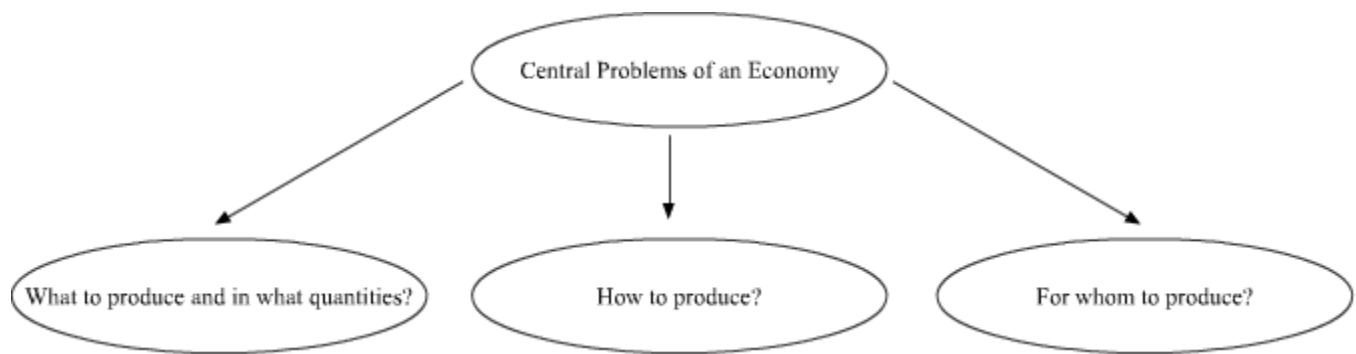 Central Problems of an Economy
What to produce and in what quantities?
How to produce?
For whom to produce?